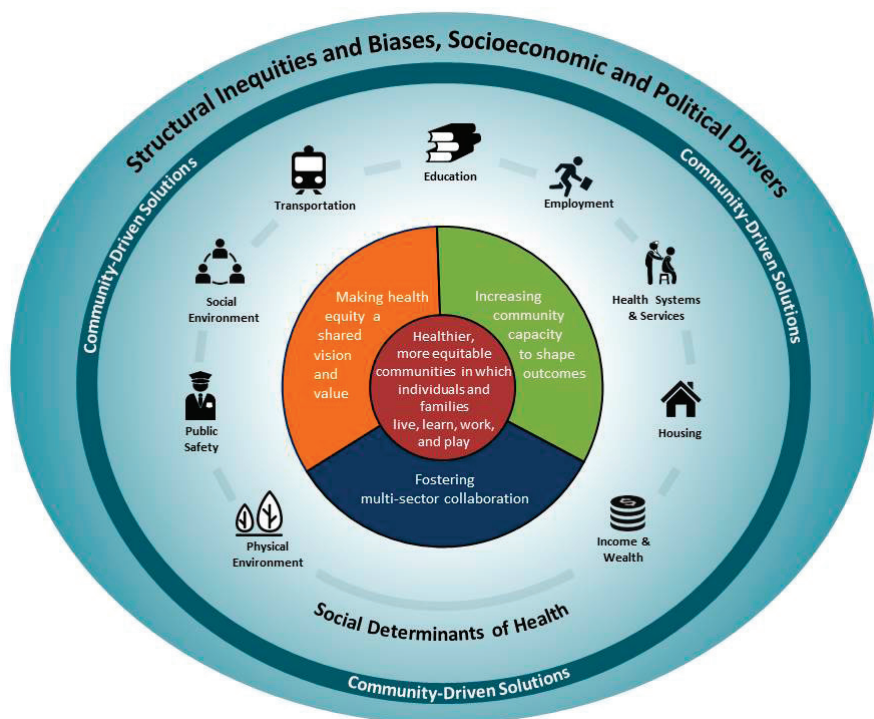 Structural Inequities and Biases, Socioeconomic and Political Drivers
Community-Driven Solutions
Community-Driven Solutions
Education
Transportation
Employment
Social
Environment
Health Systems
& Services
Public
Safety
Housing
Physical
Environment
Income &
Wealth
Making health
equity a
shared
vision
and
value
Increasing
community
capacity
to shape
outcomes
Healthier,
more equitable
communities in which
individuals and
families
live, learn, work,
and play
Fostering
multi-sector collaboration
Social Determinants of Health
Community-Driven Solutions